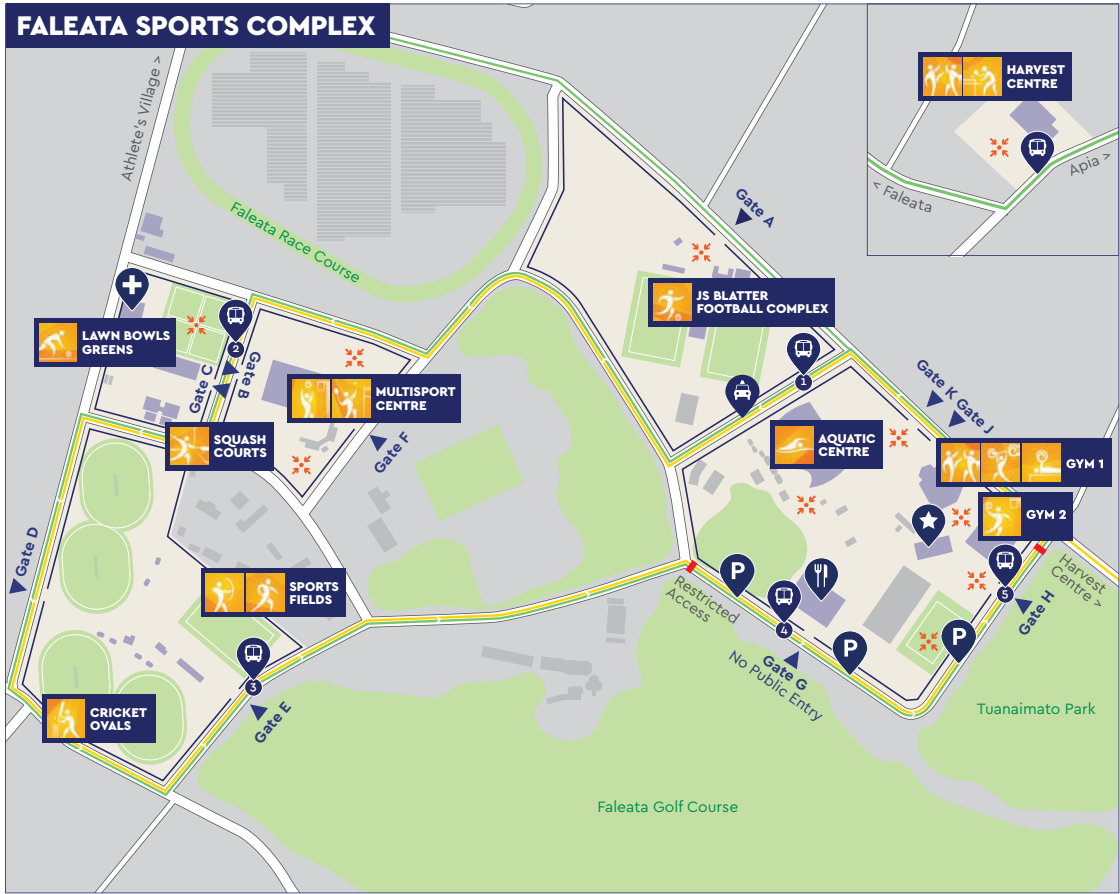 FALEATA SPORTS COMPLEX
Athlete's Village >
HARVEST
CENTRE
Apia >
< Faleata
Faleata Race Course
Gate A
JS BLATTER
FOOTBALL COMPLEX
1
LAWN BOWLS
GREENS
2
Gate B
Gate C
MULTISPORT
CENTRE
Gate F
SQUASH
COURTS
Gate K
Gate J
AQUATIC
CENTRE
GYM 1
GYM 2
Gate D
SPORTS
FIELDS
Restricted
Access
P
4
P
P
5
Harvest
Centre >
Gate H
Gate G
No Public Entry
3
Gate E
CRICKET
OVALS
Tuanaimato Park
Faleata Golf Course